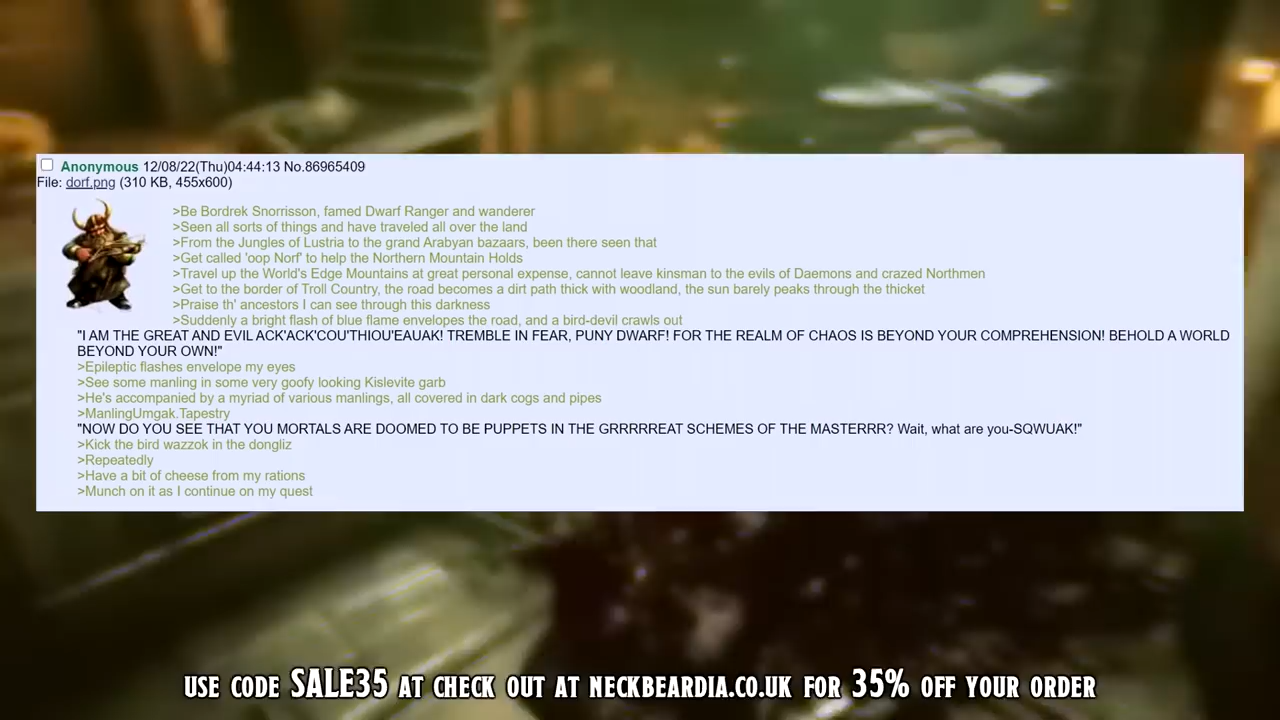 Anonymous 12/08/22(Thu)04:44:13 No.86965409
File: dorf.png (310 KB, 455x600)
>Be Bordrek Snorrisson, famed Dwarf Ranger and wanderer
>Seen all sorts of things and have traveled all over the land
>From the Jungles of Lustria to the grand Arabyan bazaars, been there seen that
>Get called 'oop Norf' to help the Northern Mountain Holds
>Travel up the World's Edge Mountains at great personal expense, cannot leave kinsman to the evils of Daemons and crazed Northmen
>Get to the border of Troll Country, the road becomes a dirt path thick with woodland, the sun barely peaks through the thicket
>Praise th' ancestors I can see through this darkness
>Suddenly a bright flash of blue flame envelopes the road, and a bird-devil crawls out
"I AM THE GREAT AND EVIL ACK'ACK'COU'THIOU'EAUAK! TREMBLE IN FEAR, PUNY DWARF! FOR THE REALM OF CHAOS IS BEYOND YOUR COMPREHENSION! BEHOLD A WORLD
BEYOND YOUR OWN!"
>Epileptic flashes envelope my eyes
>See some manling in some very goofy looking Kislevite garb
>He's accompanied by a myriad of various manlings, all covered in dark cogs and pipes
>ManlingUmgak.Tapestry
"NOW DO YOU SEE THAT YOU MORTALS ARE DOOMED TO BE PUPPETS IN THE GRRRRREAT SCHEMES OF THE MASTERRR? Wait, what are you-SQWUAK!"
>Kick the bird wazzok in the dongliz
>Repeatedly
>Have a bit of cheese from my rations
>Munch on it as I continue on my quest
USE CODE SALE35 AT CHECK OUT AT NECKBEARDIA.CO.UK FOR 35% OFF YOUR ORDER